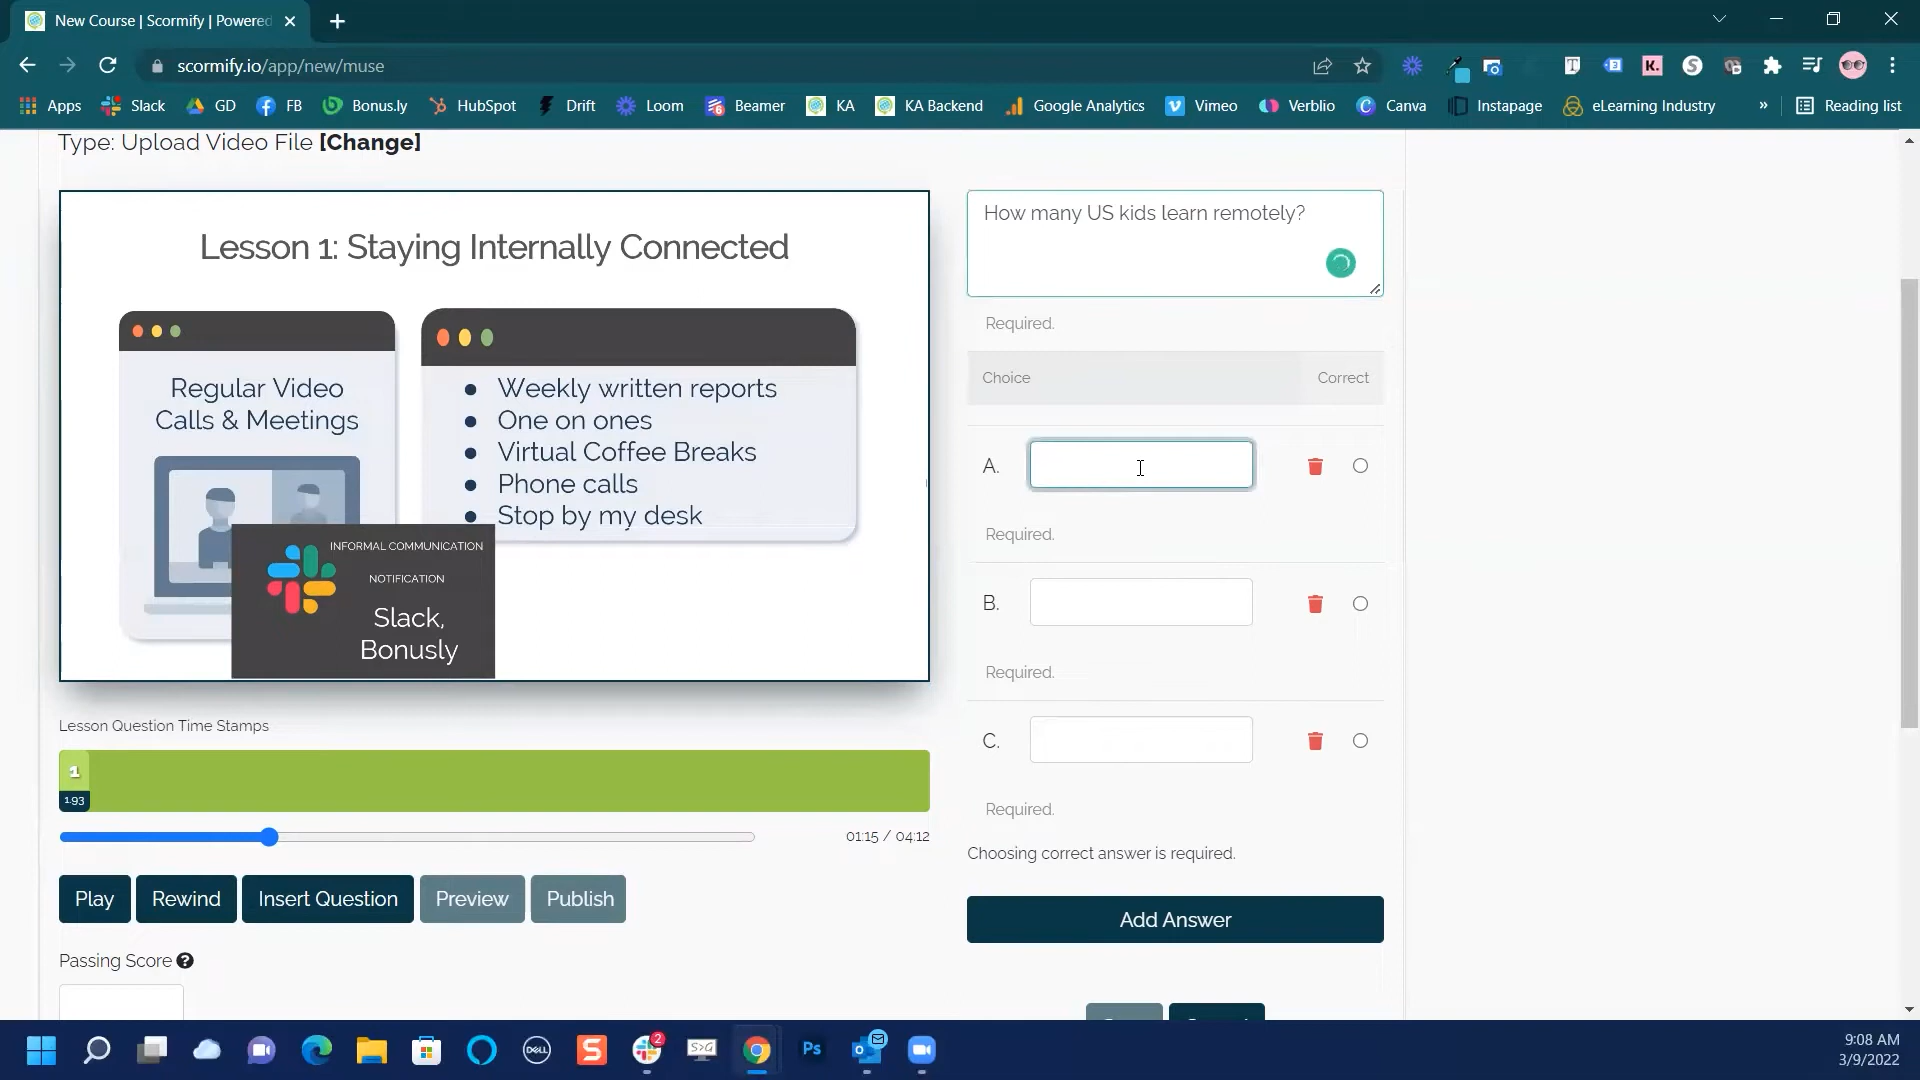 New Course | Scormify | Powered
scormify.io/app/new/muse
Apps Slack GD FB Bonus.ly HubSpot Drift Loom Beamer KA KA Backend Google Analytics Vimeo Verblio Canva Instapage eLearning Industry » Reading list
Type: Upload Video File [Change]
Lesson 1: Staying Internally Connected
Regular Video
Calls & Meetings
• Weekly written reports
• One on ones
• Virtual Coffee Breaks
• Phone calls
• Stop by my desk
INFORMAL COMMUNICATION
NOTIFICATION
Slack,
Bonusly
Lesson Question Time Stamps
1
1.93
01:15 / 04:12
Play Rewind Insert Question Preview Publish
Passing Score
How many US kids learn remotely?
Required.
Choice Correct
A.
Required.
B.
Required.
C.
Required.
Choosing correct answer is required.
Add Answer
DELL
S
2
S>G
Ps
9:08 AM
3/9/2022